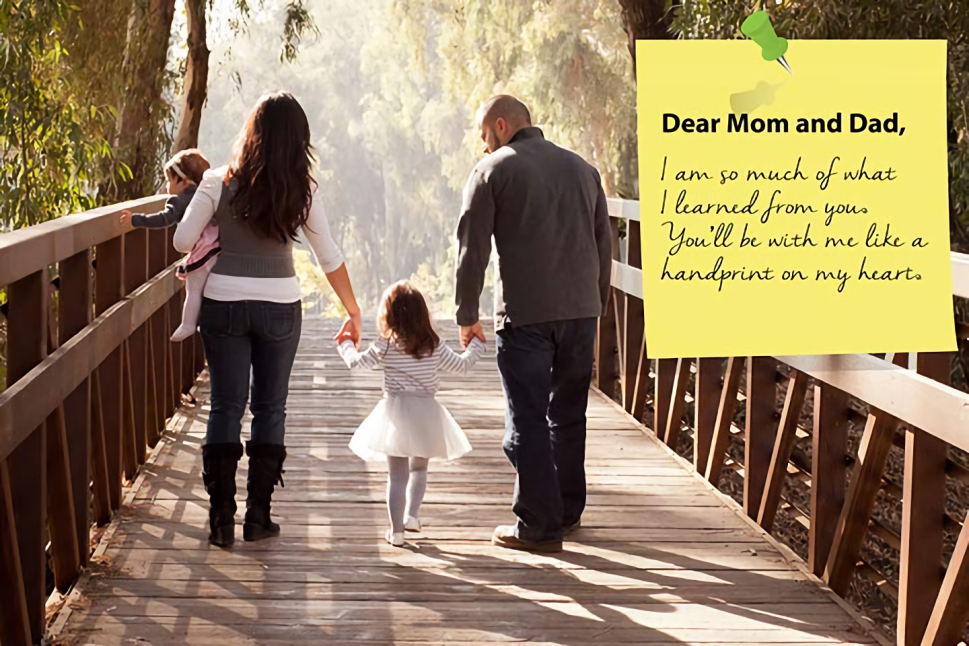 Dear Mom and Dad,
I am so much of what
I learned from you.
You'll be with me like a
handprint on my heart.